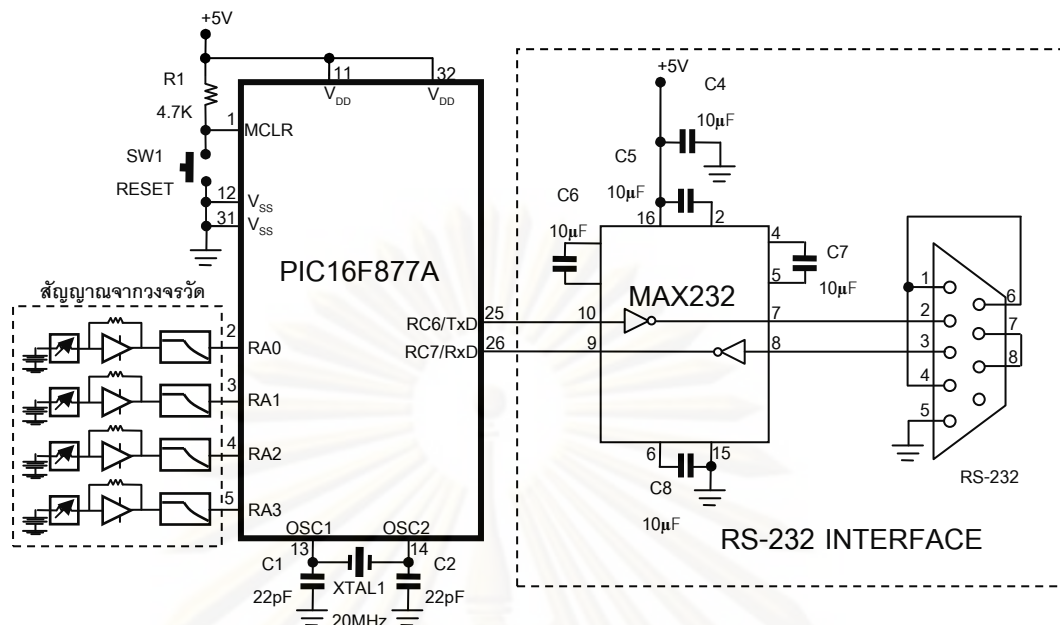 +5V
R1
4.7K
SW1
RESET
1
MCLR
11
V_DD
32
V_DD
12
V_SS
31
V_SS
PIC16F877A
สัญญาณจากวงจรวัด
2
RA0
3
RA1
4
RA2
5
RA3
RC6/TxD
25
RC7/RxD
26
OSC1
OSC2
13
14
C1
22pF
XTAL1
20MHz
C2
22pF
+5V
C4
10µF
C5
10µF
C6
10µF
16
2
4
5
C7
10µF
MAX232
10
7
9
8
6
15
C8
10µF
1
2
3
4
5
6
7
8
RS-232
RS-232 INTERFACE